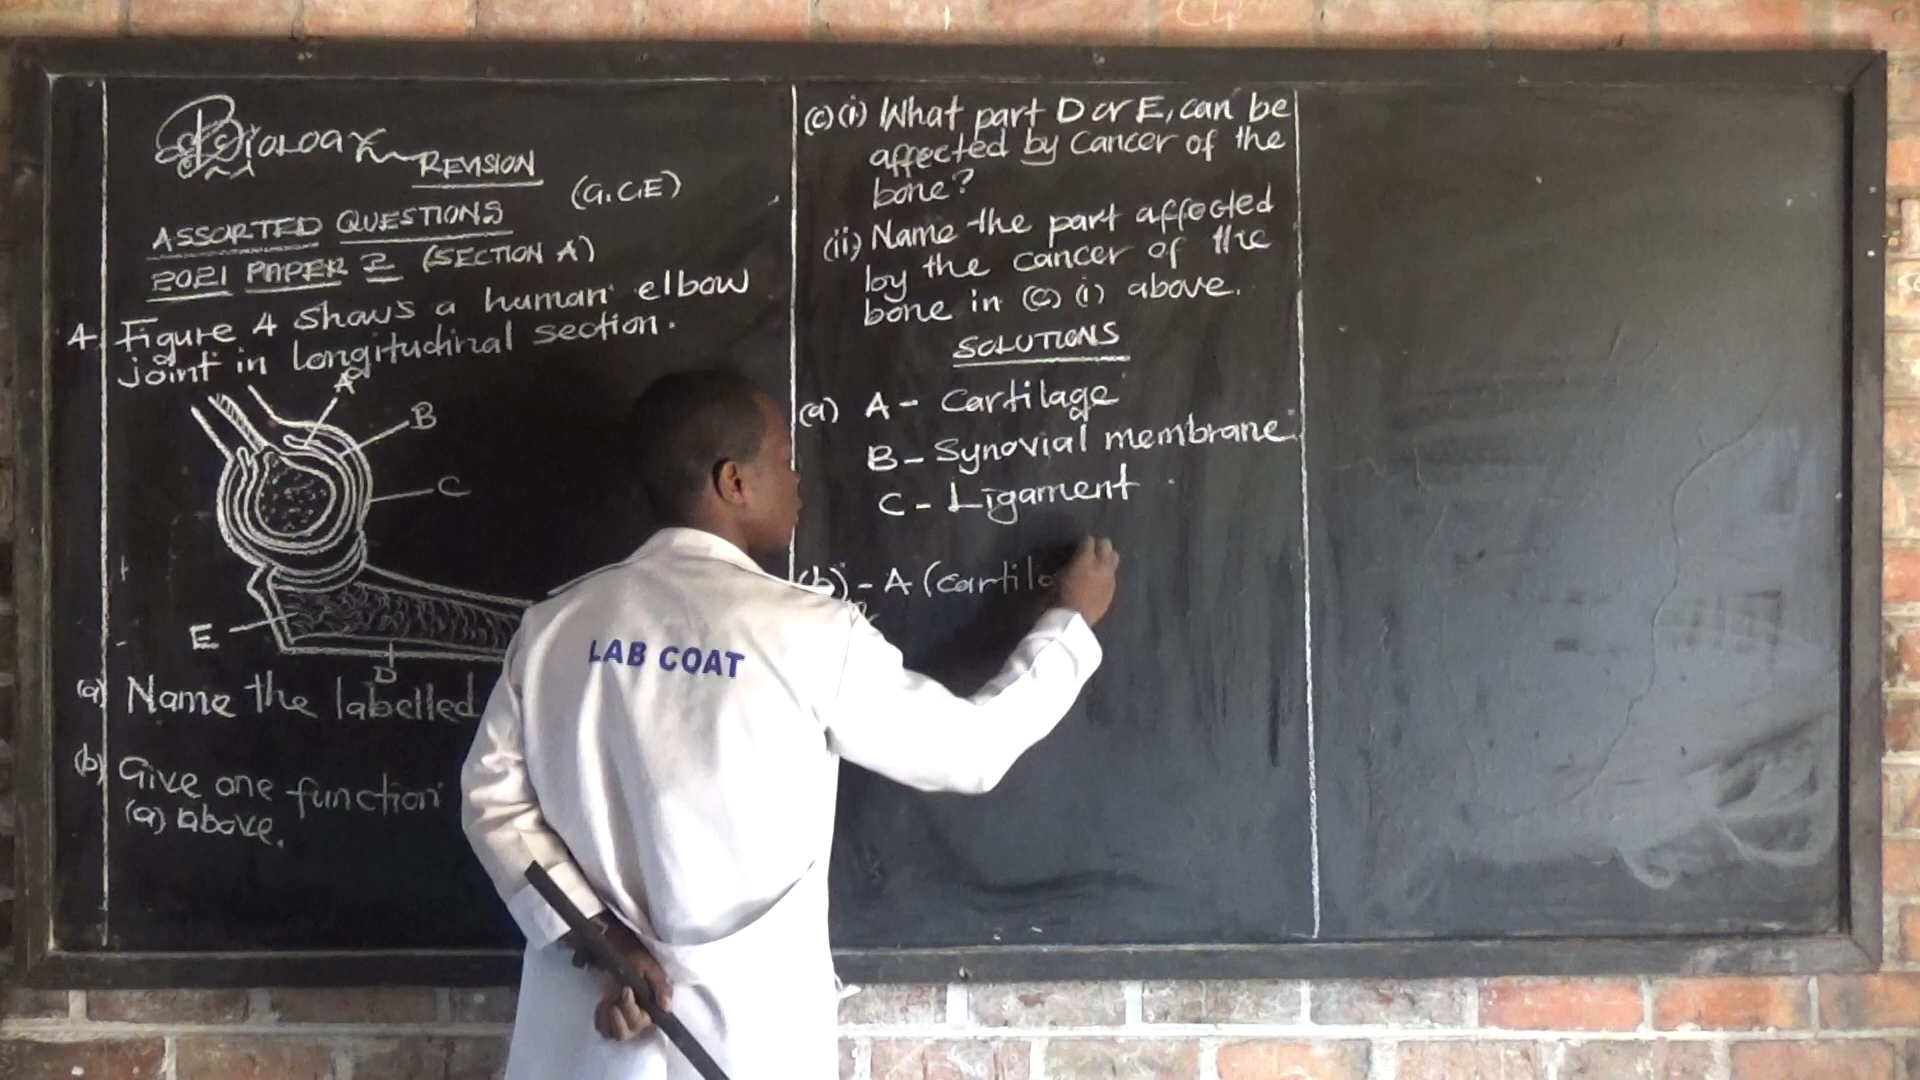 BIOLOGY
REVISION
(G.C.E)
ASSORTED QUESTIONS
2021 PAPER 2 (SECTION A)
4. Figure 4 shows a human elbow
joint in longitudinal section.
A
B
C
E
D
(a) Name the labelled
(b) Give one function
(a) above.
(c) (i) What part D or E, can be
affected by cancer of the
bone?
(ii) Name the part affected
by the cancer of the
bone in (c) (i) above.
SOLUTIONS
(a) A - Cartilage
B - Synovial membrane
C - Ligament
(b) - A (cartila
LAB COAT